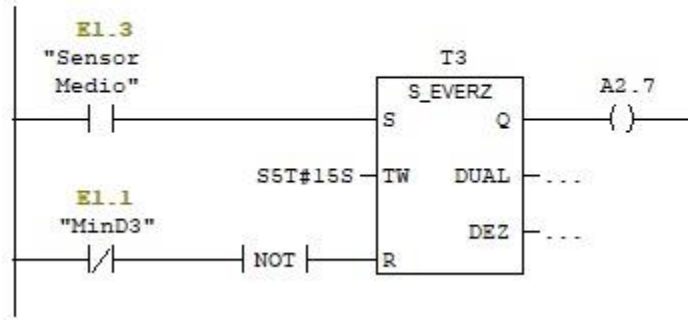 E1.3
"Sensor
Medio"
T3
S_EVERZ
A2.7
S
Q
S5T#15S
TW
DUAL
...
E1.1
"MinD3"
DEZ
...
NOT
R